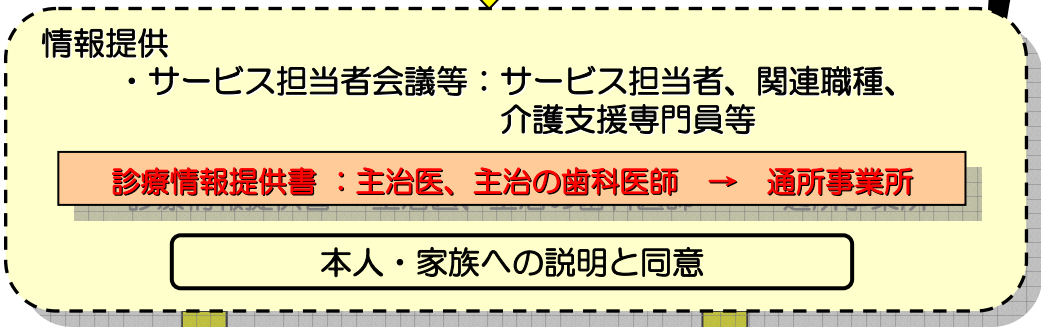 情報提供
・サービス担当者会議等：サービス担当者、関連職種、
介護支援専門員等
診療情報提供書 ：主治医、主治の歯科医師　→　通所事業所
本人・家族への説明と同意